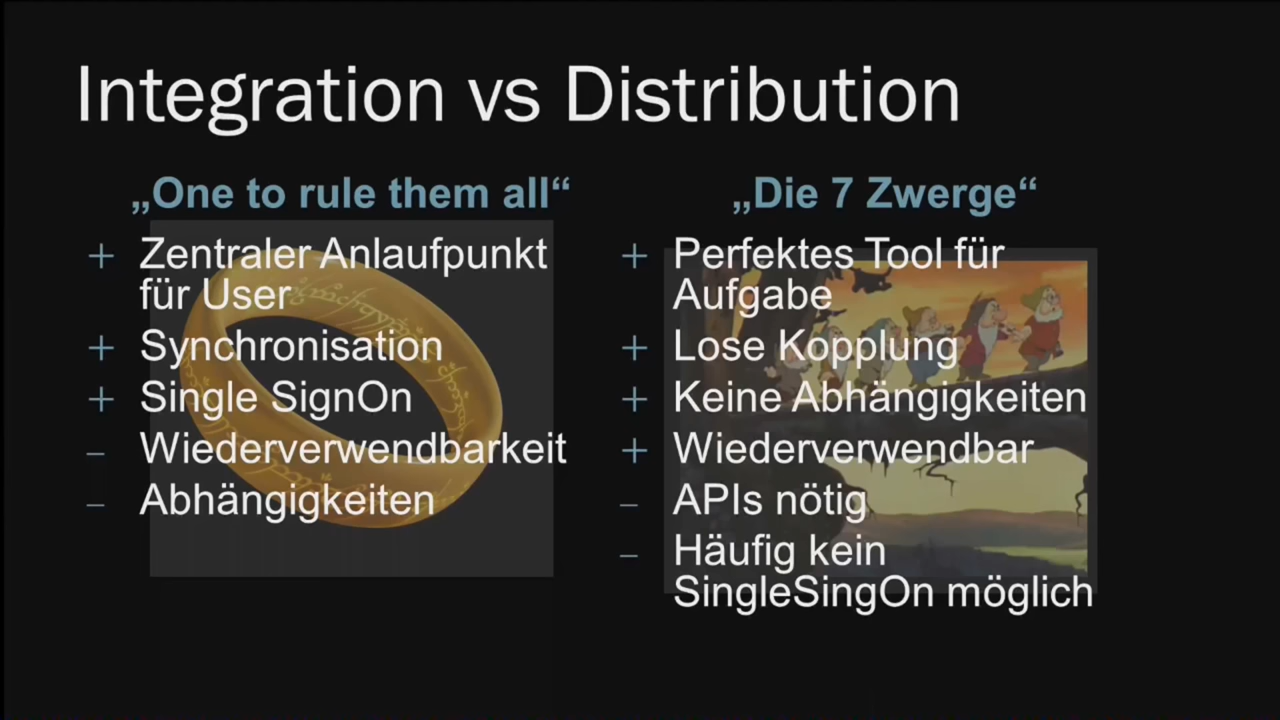 Integration vs Distribution
„One to rule them all“
+ Zentraler Anlaufpunkt
für User
+ Synchronisation
+ Single SignOn
– Wiederverwendbarkeit
– Abhängigkeiten
„Die 7 Zwerge“
+ Perfektes Tool für
Aufgabe
+ Lose Kopplung
+ Keine Abhängigkeiten
+ Wiederverwendbar
– APIs nötig
– Häufig kein
SingleSingOn möglich